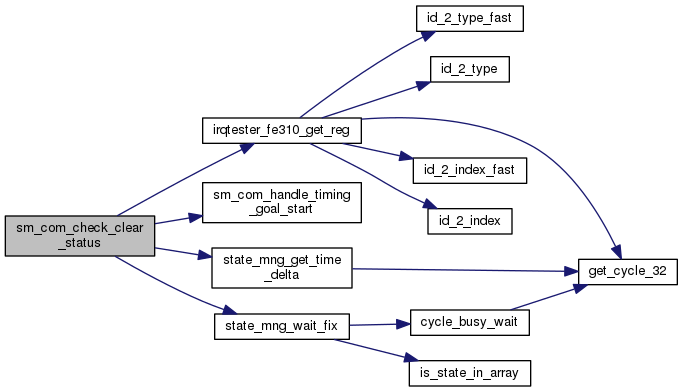 id_2_type_fast
id_2_type
irqtester_fe310_get_reg
id_2_index_fast
sm_com_handle_timing
_goal_start
id_2_index
sm_com_check_clear
_status
state_mng_get_time
_delta
get_cycle_32
state_mng_wait_fix
cycle_busy_wait
is_state_in_array